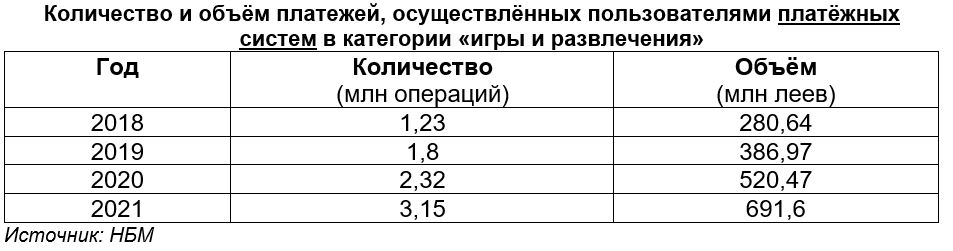 Количество и объём платежей, осуществлённых пользователями платёжных
систем в категории «игры и развлечения»
Год Количество Объём
(млн операций) (млн леев)
2018 1,23 280,64
2019 1,8 386,97
2020 2,32 520,47
2021 3,15 691,6
Источник: НБМ